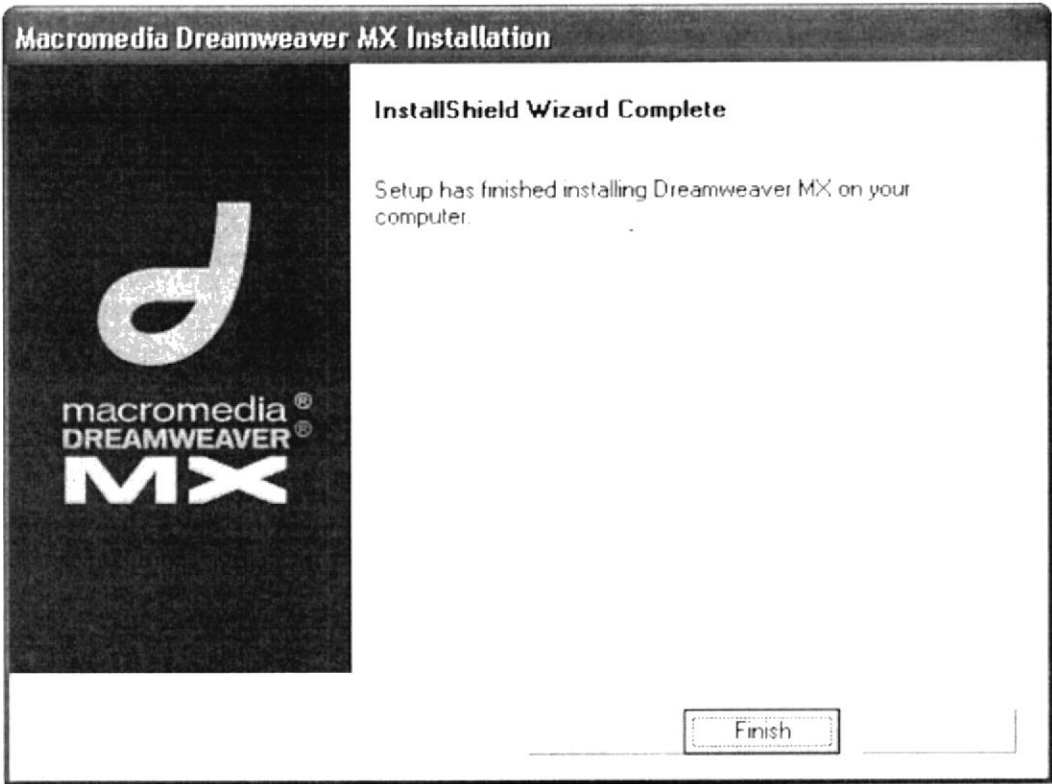 Macromedia Dreamweaver MX Installation
InstallShield Wizard Complete
Setup has finished installing Dreamweaver MX on your
computer.
macromedia®
DREAMWEAVER®
MX
Finish